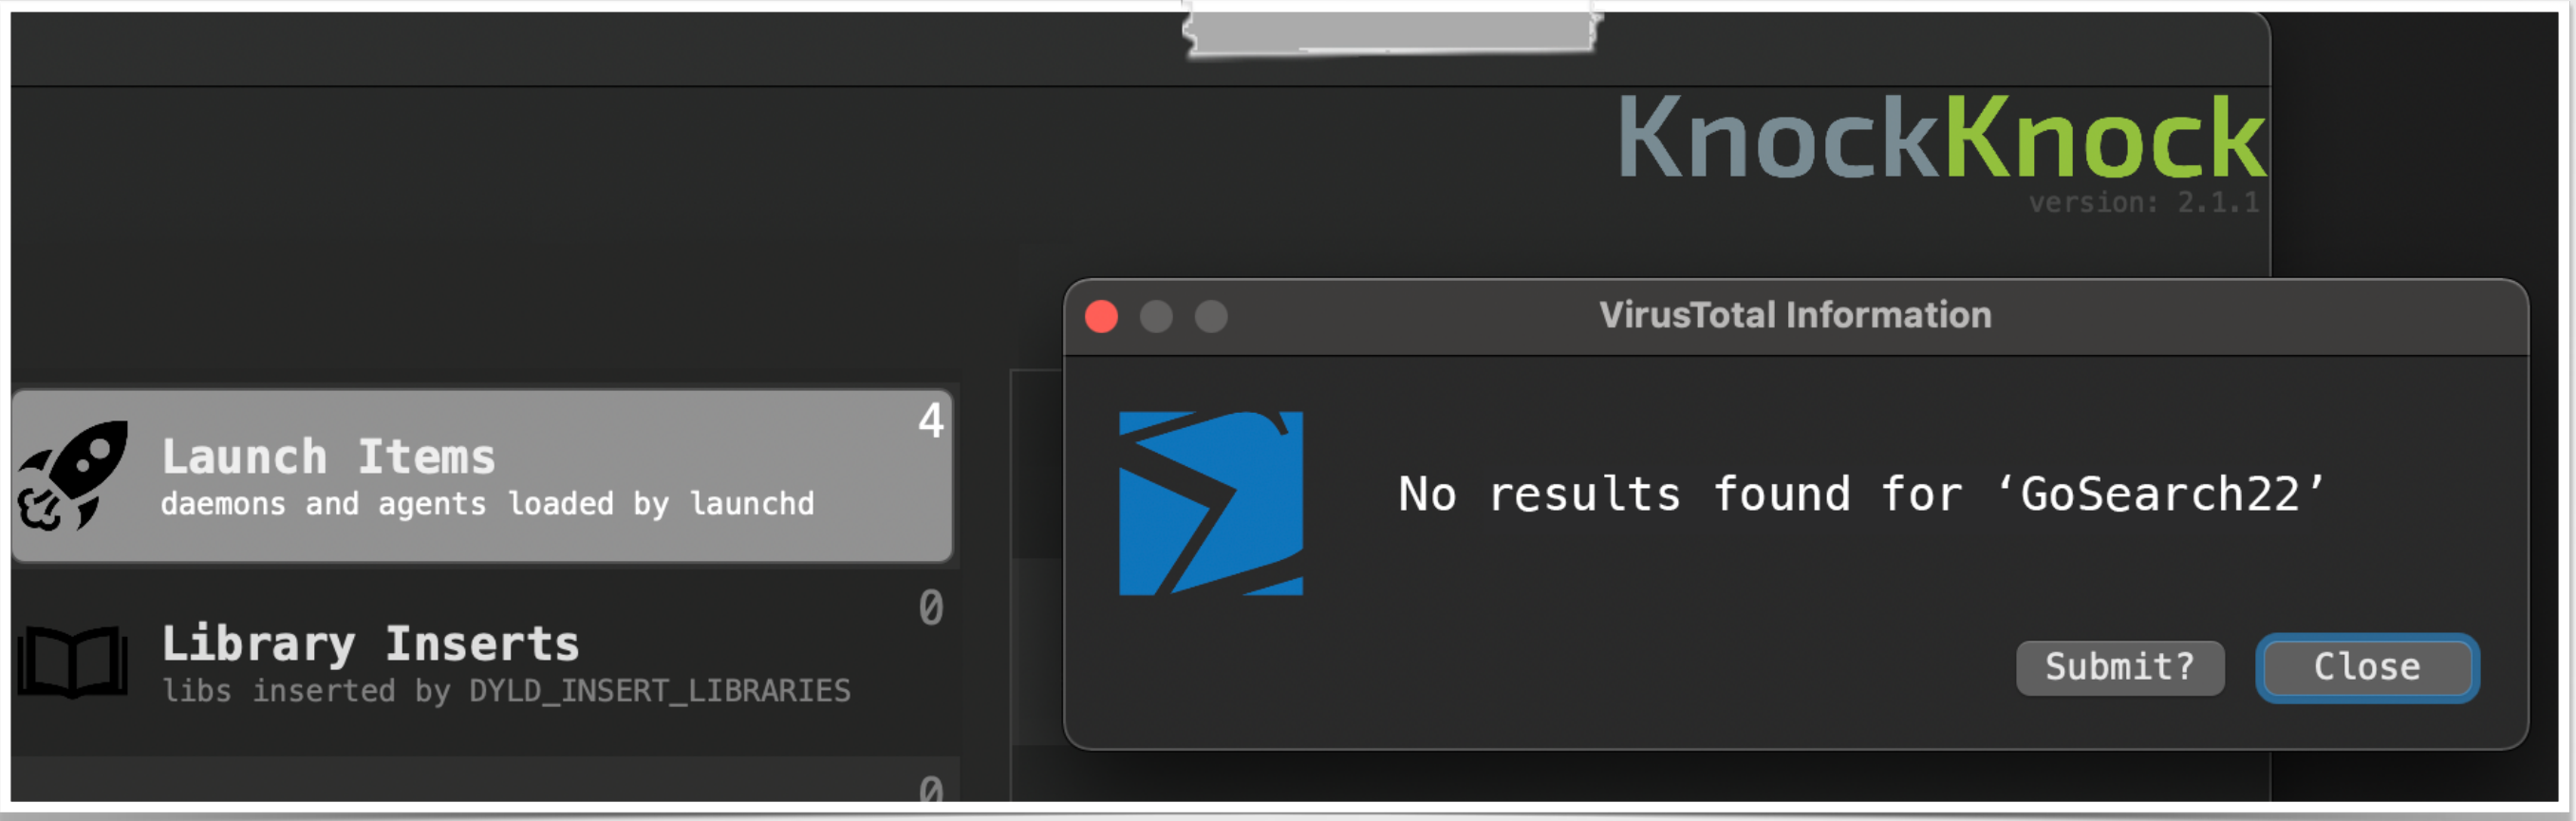 KnockKnock
version: 2.1.1
VirusTotal Information
4
Launch Items
daemons and agents loaded by launchd
No results found for ‘GoSearch22’
0
Library Inserts
libs inserted by DYLD_INSERT_LIBRARIES
Submit?
Close
0